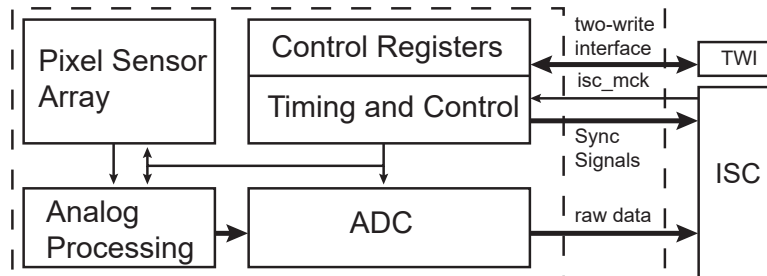 Pixel Sensor
Array
Control Registers
Timing and Control
two-write
interface
TWI
isc_mck
Sync
Signals
ISC
Analog
Processing
ADC
raw data